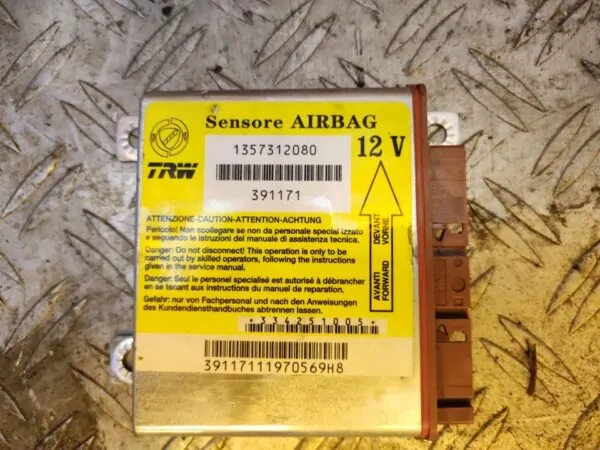 Sensore AIRBAG
TRW
1357312080
12 V
391171
ATTENZIONE-CAUTION-ATTENTION-ACHTUNG
Pericolo! Non scollegare se non da personale special izzato
e seguendo le istruzioni del manuale di assistenza tecnica.
Danger: Do not disconnect! This operation is only to be
carried out by skilled operators, following the instructions
given in the service manual.
Danger: Seul le personel specialisé est autorisé à débrancher
en se tenant aux instructions du manuel de reparation.
Gefahr: nur von Fachpersonal und nach den Anweisungen
des Kundendiensthandbuches abtrennen lassen.
AVANTI DEVANT
FORWARD VORNE
*334251005*
39117111970569H8